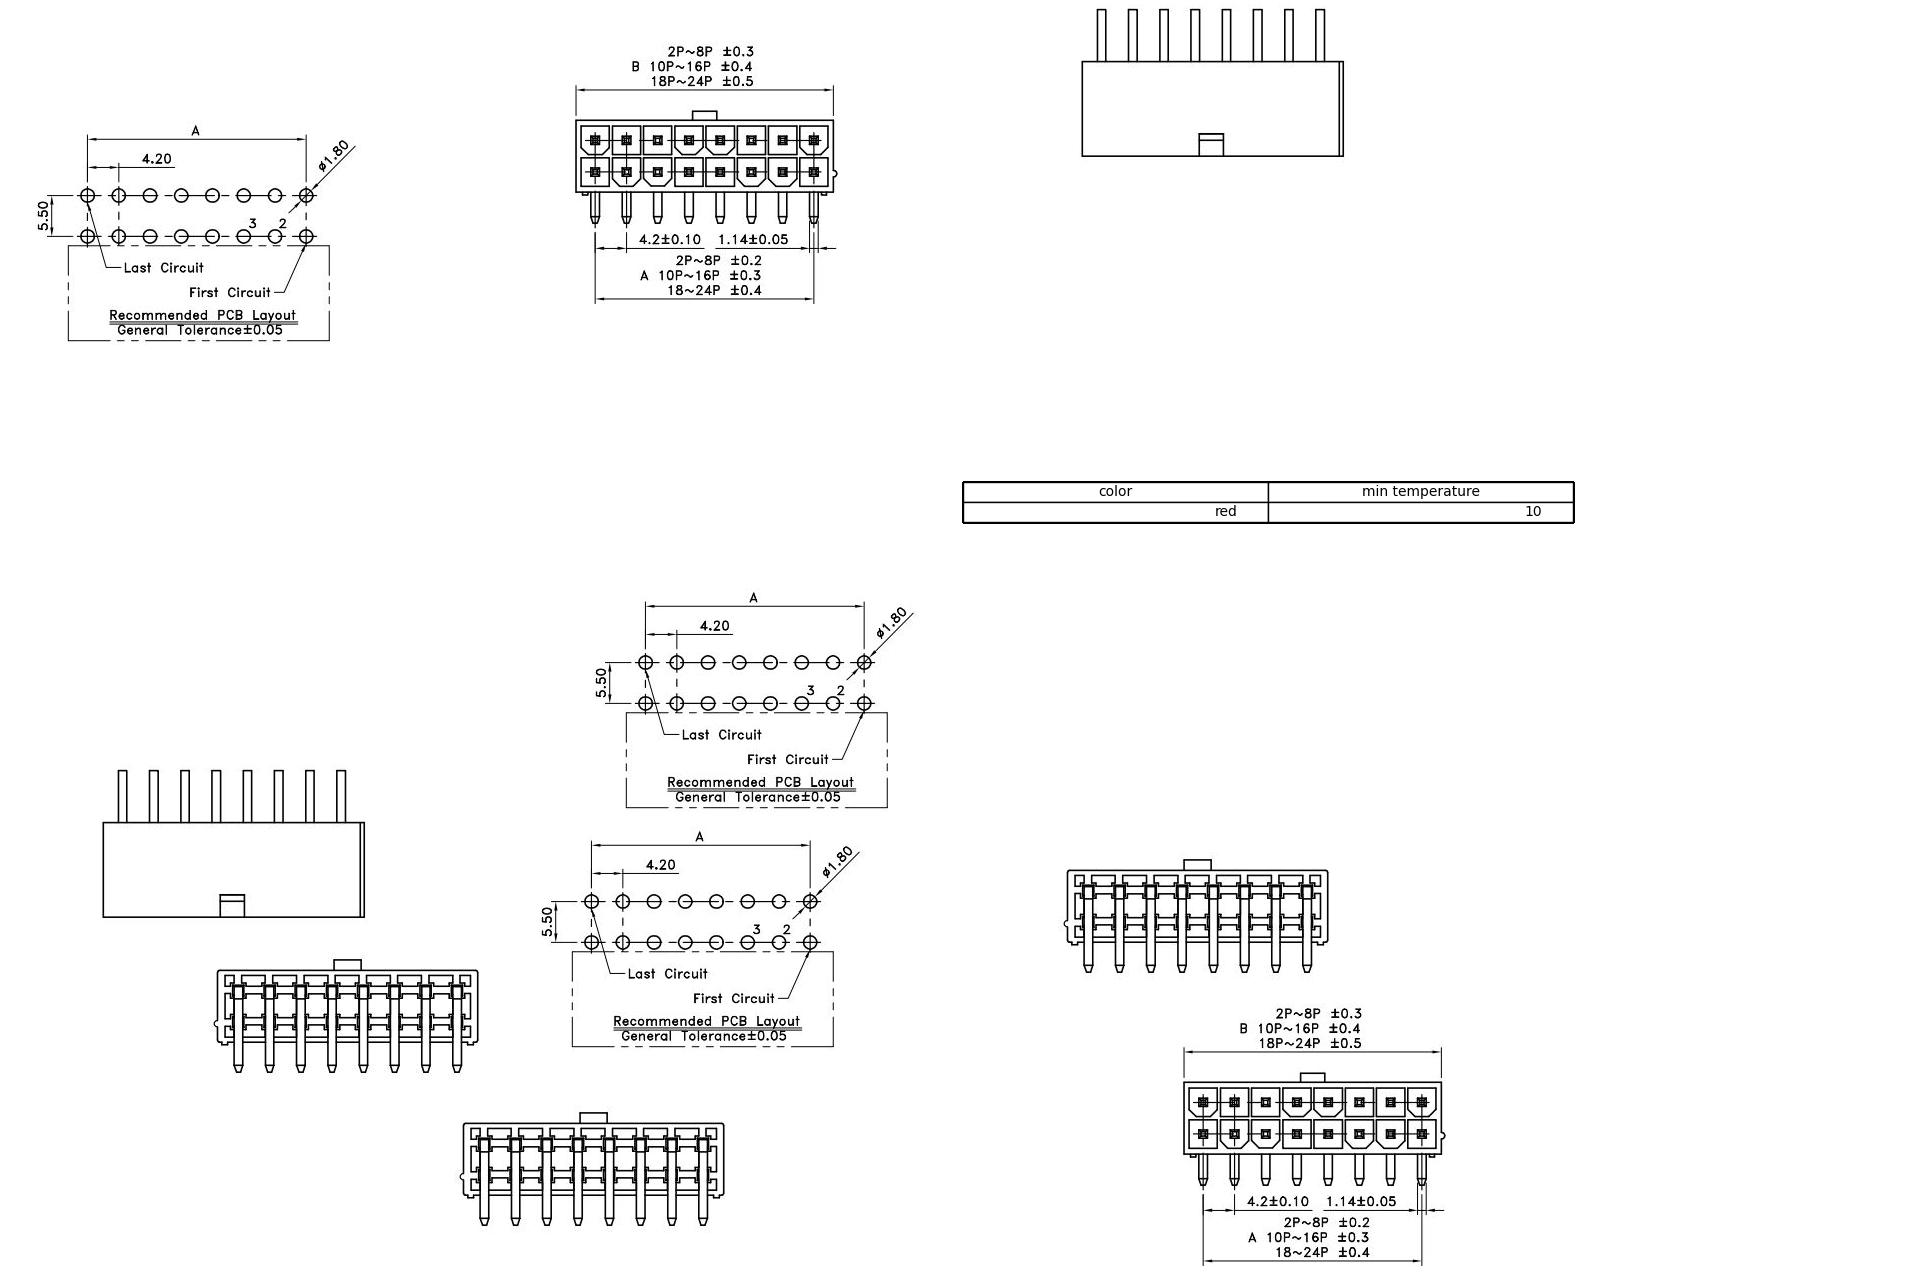 2P~8P ±0.3
B 10P~16P ±0.4
18P~24P ±0.5
A
4.20
ø1.80
5.50
3 2
Last Circuit
First Circuit
Recommended PCB Layout
General Tolerance±0.05
4.2±0.10 1.14±0.05
2P~8P ±0.2
A 10P~16P ±0.3
18~24P ±0.4
color min temperature
red 10
A
4.20
ø1.80
5.50
3 2
Last Circuit
First Circuit
Recommended PCB Layout
General Tolerance±0.05
A
4.20
ø1.80
5.50
3 2
Last Circuit
First Circuit
Recommended PCB Layout
General Tolerance±0.05
2P~8P ±0.3
B 10P~16P ±0.4
18P~24P ±0.5
4.2±0.10 1.14±0.05
2P~8P ±0.2
A 10P~16P ±0.3
18~24P ±0.4